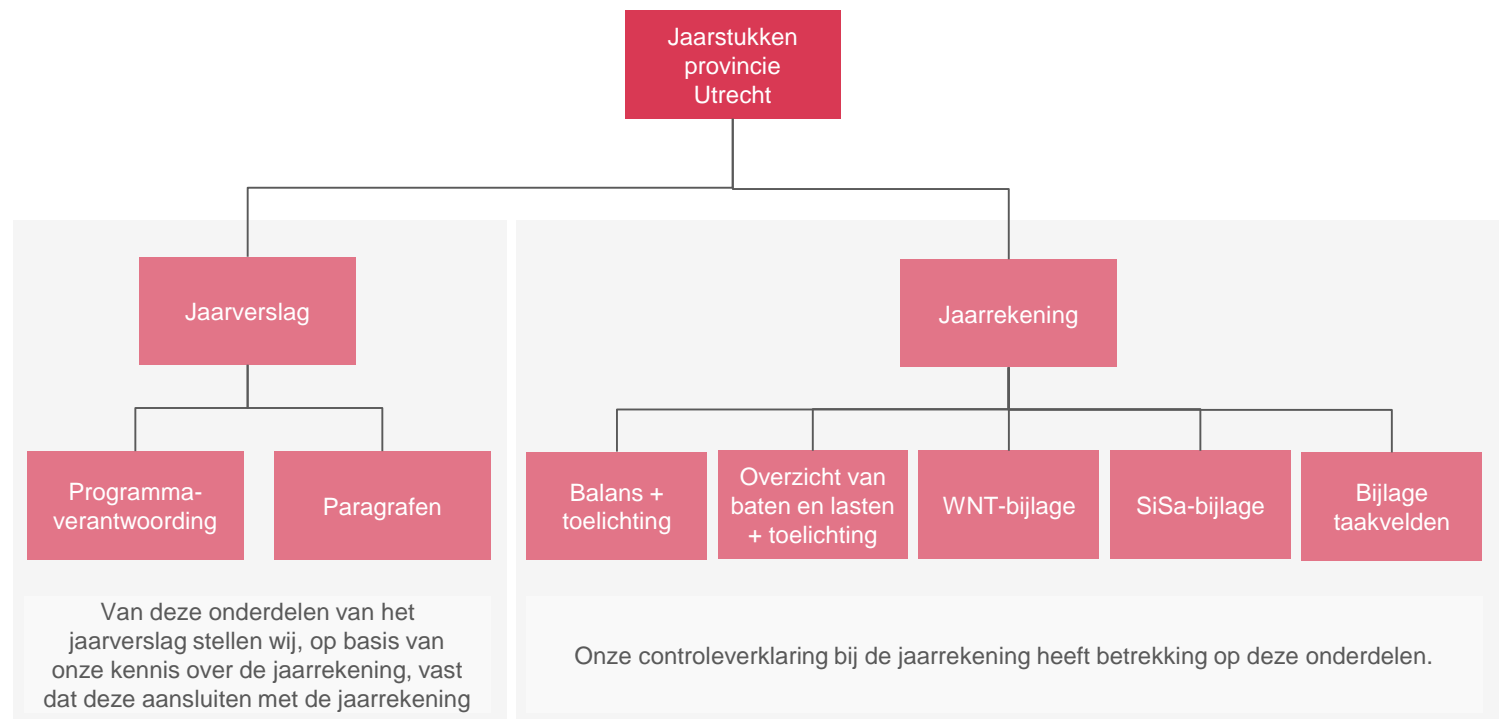 Jaarstukken
provincie
Utrecht
Jaarverslag
Jaarrekening
Programma-
verantwoording
Paragrafen
Balans +
toelichting
Overzicht van
baten en lasten
+ toelichting
WNT-bijlage
SiSa-bijlage
Bijlage
taakvelden
Van deze onderdelen van het
jaarverslag stellen wij, op basis van
onze kennis over de jaarrekening, vast
dat deze aansluiten met de jaarrekening
Onze controleverklaring bij de jaarrekening heeft betrekking op deze onderdelen.